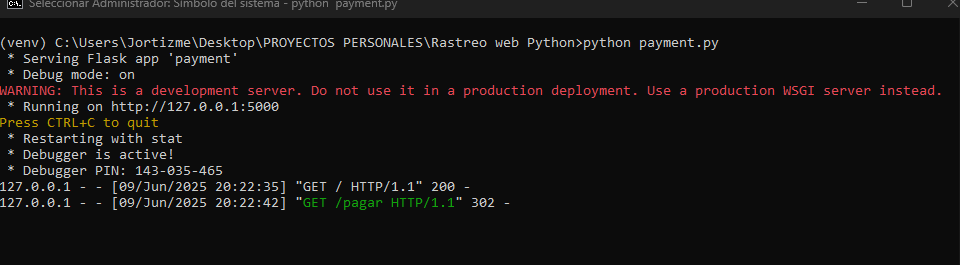 Seleccionar Administrador: Símbolo del sistema - python  payment.py
(venv) C:\Users\Jortizme\Desktop\PROYECTOS PERSONALES\Rastreo web Python>python payment.py
 * Serving Flask app 'payment'
 * Debug mode: on
WARNING: This is a development server. Do not use it in a production deployment. Use a production WSGI server instead.
 * Running on http://127.0.0.1:5000
Press CTRL+C to quit
 * Restarting with stat
 * Debugger is active!
 * Debugger PIN: 143-035-465
127.0.0.1 - - [09/Jun/2025 20:22:35] "GET / HTTP/1.1" 200 -
127.0.0.1 - - [09/Jun/2025 20:22:42] "GET /pagar HTTP/1.1" 302 -